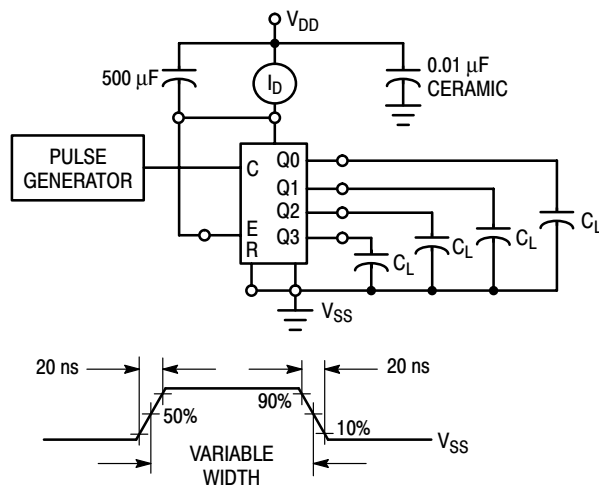 V_DD
500 μF
I_D
0.01 μF
CERAMIC
PULSE
GENERATOR
C
E
R
Q0
Q1
Q2
Q3
C_L
C_L
C_L
C_L
V_SS
20 ns
20 ns
50%
90%
10%
VARIABLE
WIDTH
V_SS